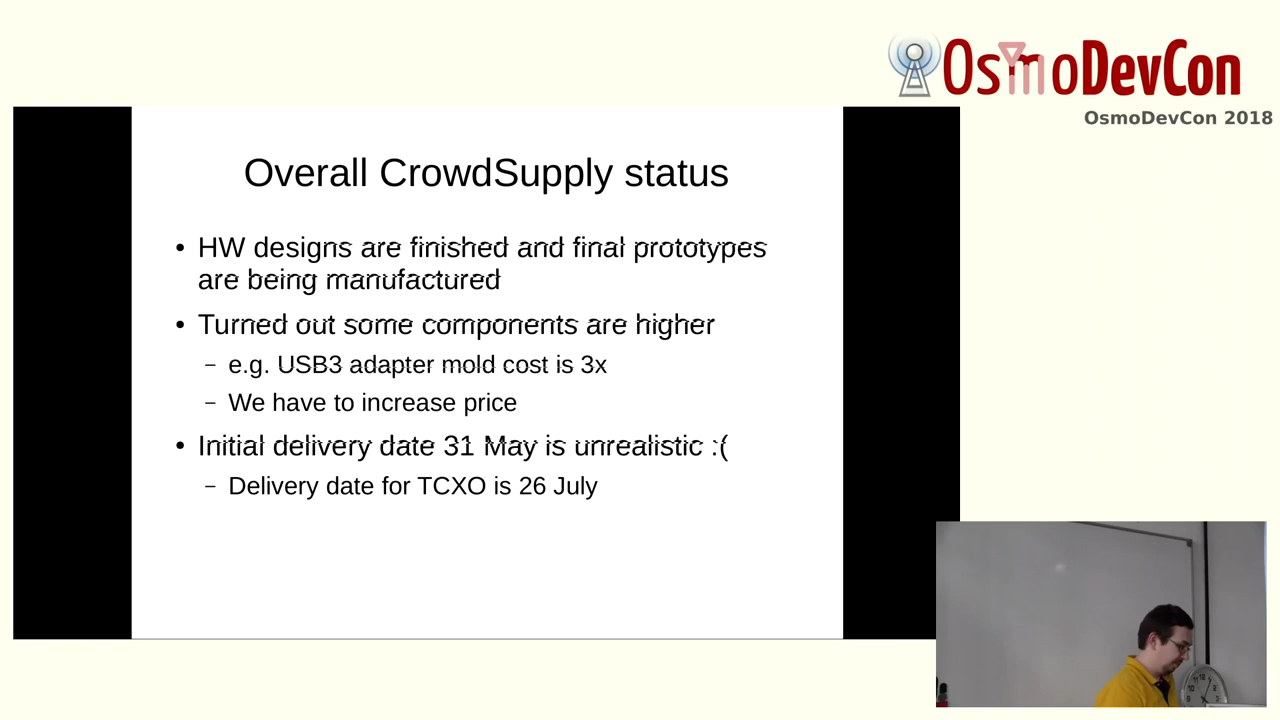 OsmoDevCon
OsmoDevCon 2018
Overall CrowdSupply status
• HW designs are finished and final prototypes
are being manufactured
• Turned out some components are higher
– e.g. USB3 adapter mold cost is 3x
– We have to increase price
• Initial delivery date 31 May is unrealistic :(
– Delivery date for TCXO is 26 July